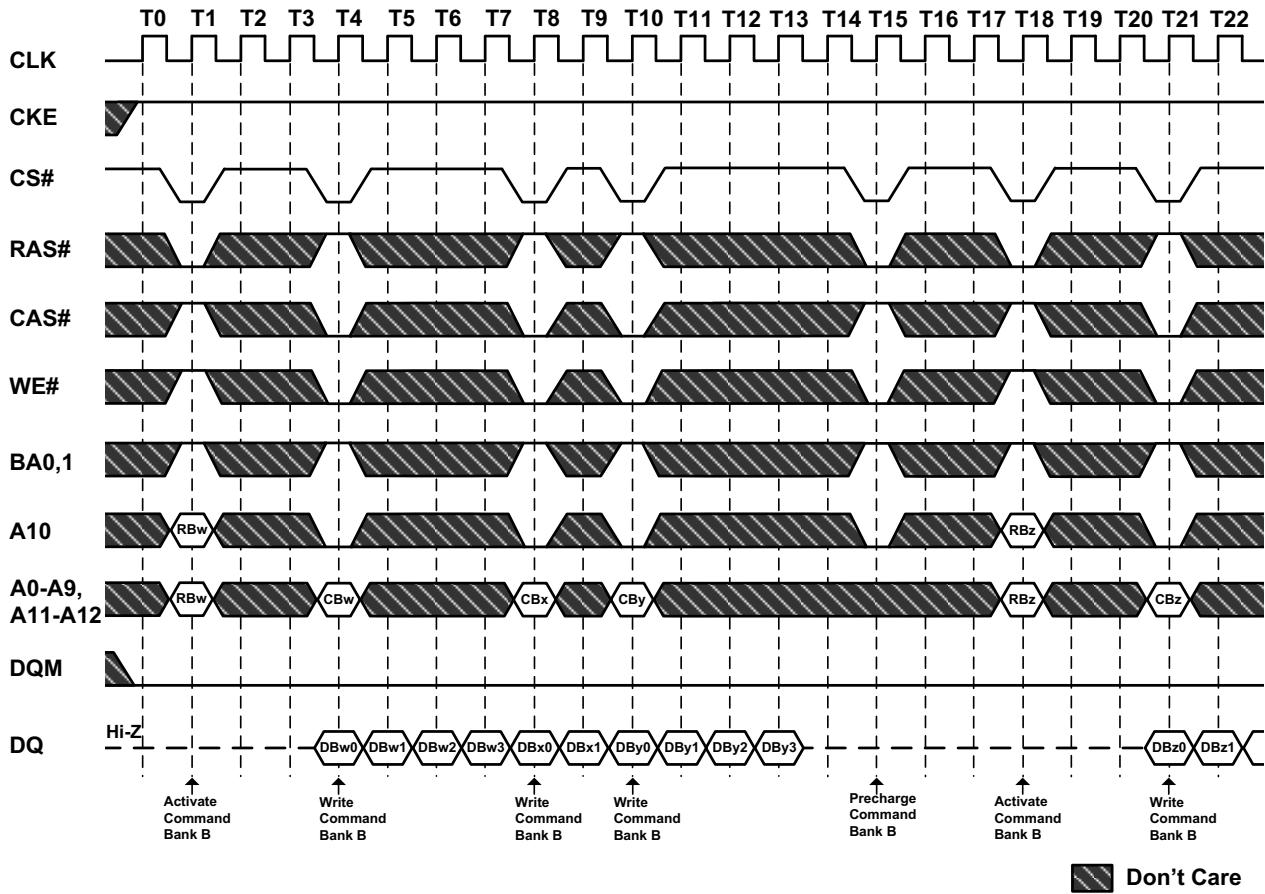 T0 T1 T2 T3 T4 T5 T6 T7 T8 T9 T10 T11 T12 T13 T14 T15 T16 T17 T18 T19 T20 T21 T22
CLK
CKE
CS#
RAS#
CAS#
WE#
BA0,1
A10 RBw RBz
A0-A9,
A11-A12 RBw CBw CBx CBy RBz CBz
DQM
DQ Hi-Z DBw0 DBw1 DBw2 DBw3 DBx0 DBx1 DBy0 DBy1 DBy2 DBy3 DBz0 DBz1
Activate
Command
Bank B
Write
Command
Bank B
Write
Command
Bank B
Write
Command
Bank B
Precharge
Command
Bank B
Activate
Command
Bank B
Write
Command
Bank B
Don't Care